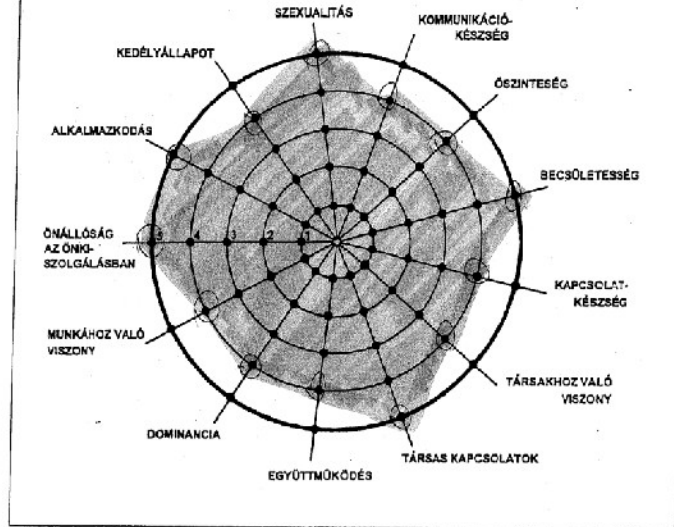 SZEXUALITÁS
KOMMUNIKÁCIÓ-
KÉSZSÉG
KEDÉLYÁLLAPOT
ŐSZINTESÉG
ALKALMAZKODÁS
BECSÜLETESSÉG
ÖNÁLLÓSÁG
AZ ÖNKI-
SZOLGÁLÁSBAN
5 4 3 2 1
KAPCSOLAT-
KÉSZSÉG
MUNKÁHOZ VALÓ
VISZONY
TÁRSAKHOZ VALÓ
VISZONY
DOMINANCIA
TÁRSAS KAPCSOLATOK
EGYÜTTMŰKÖDÉS